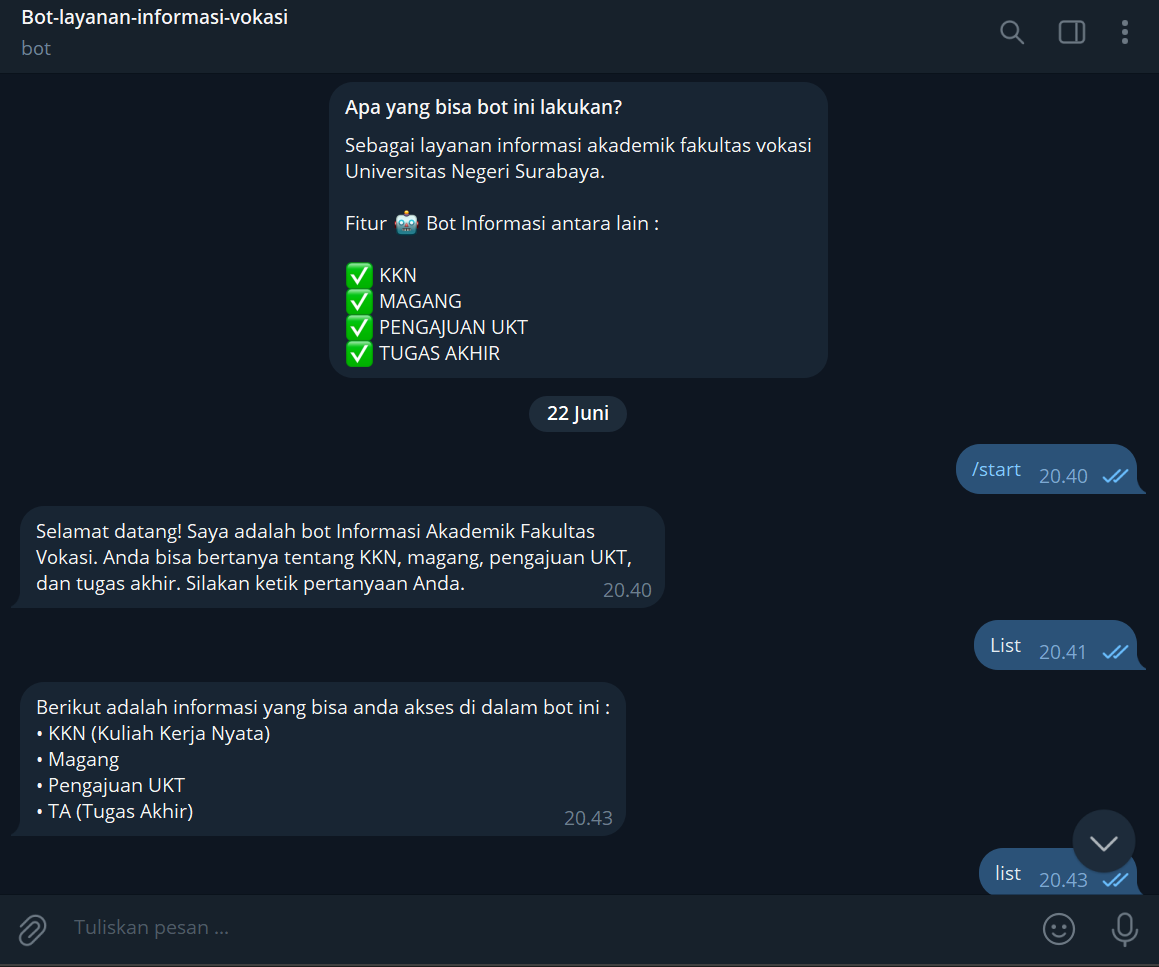 Bot-layanan-informasi-vokasi
bot
Apa yang bisa bot ini lakukan?
Sebagai layanan informasi akademik fakultas vokasi
Universitas Negeri Surabaya.
Fitur 🤖 Bot Informasi antara lain :
✅ KKN
✅ MAGANG
✅ PENGAJUAN UKT
✅ TUGAS AKHIR
22 Juni
/start 20.40
Selamat datang! Saya adalah bot Informasi Akademik Fakultas
Vokasi. Anda bisa bertanya tentang KKN, magang, pengajuan UKT,
dan tugas akhir. Silakan ketik pertanyaan Anda. 20.40
List 20.41
Berikut adalah informasi yang bisa anda akses di dalam bot ini :
• KKN (Kuliah Kerja Nyata)
• Magang
• Pengajuan UKT
• TA (Tugas Akhir) 20.43
list 20.43
Tuliskan pesan ...